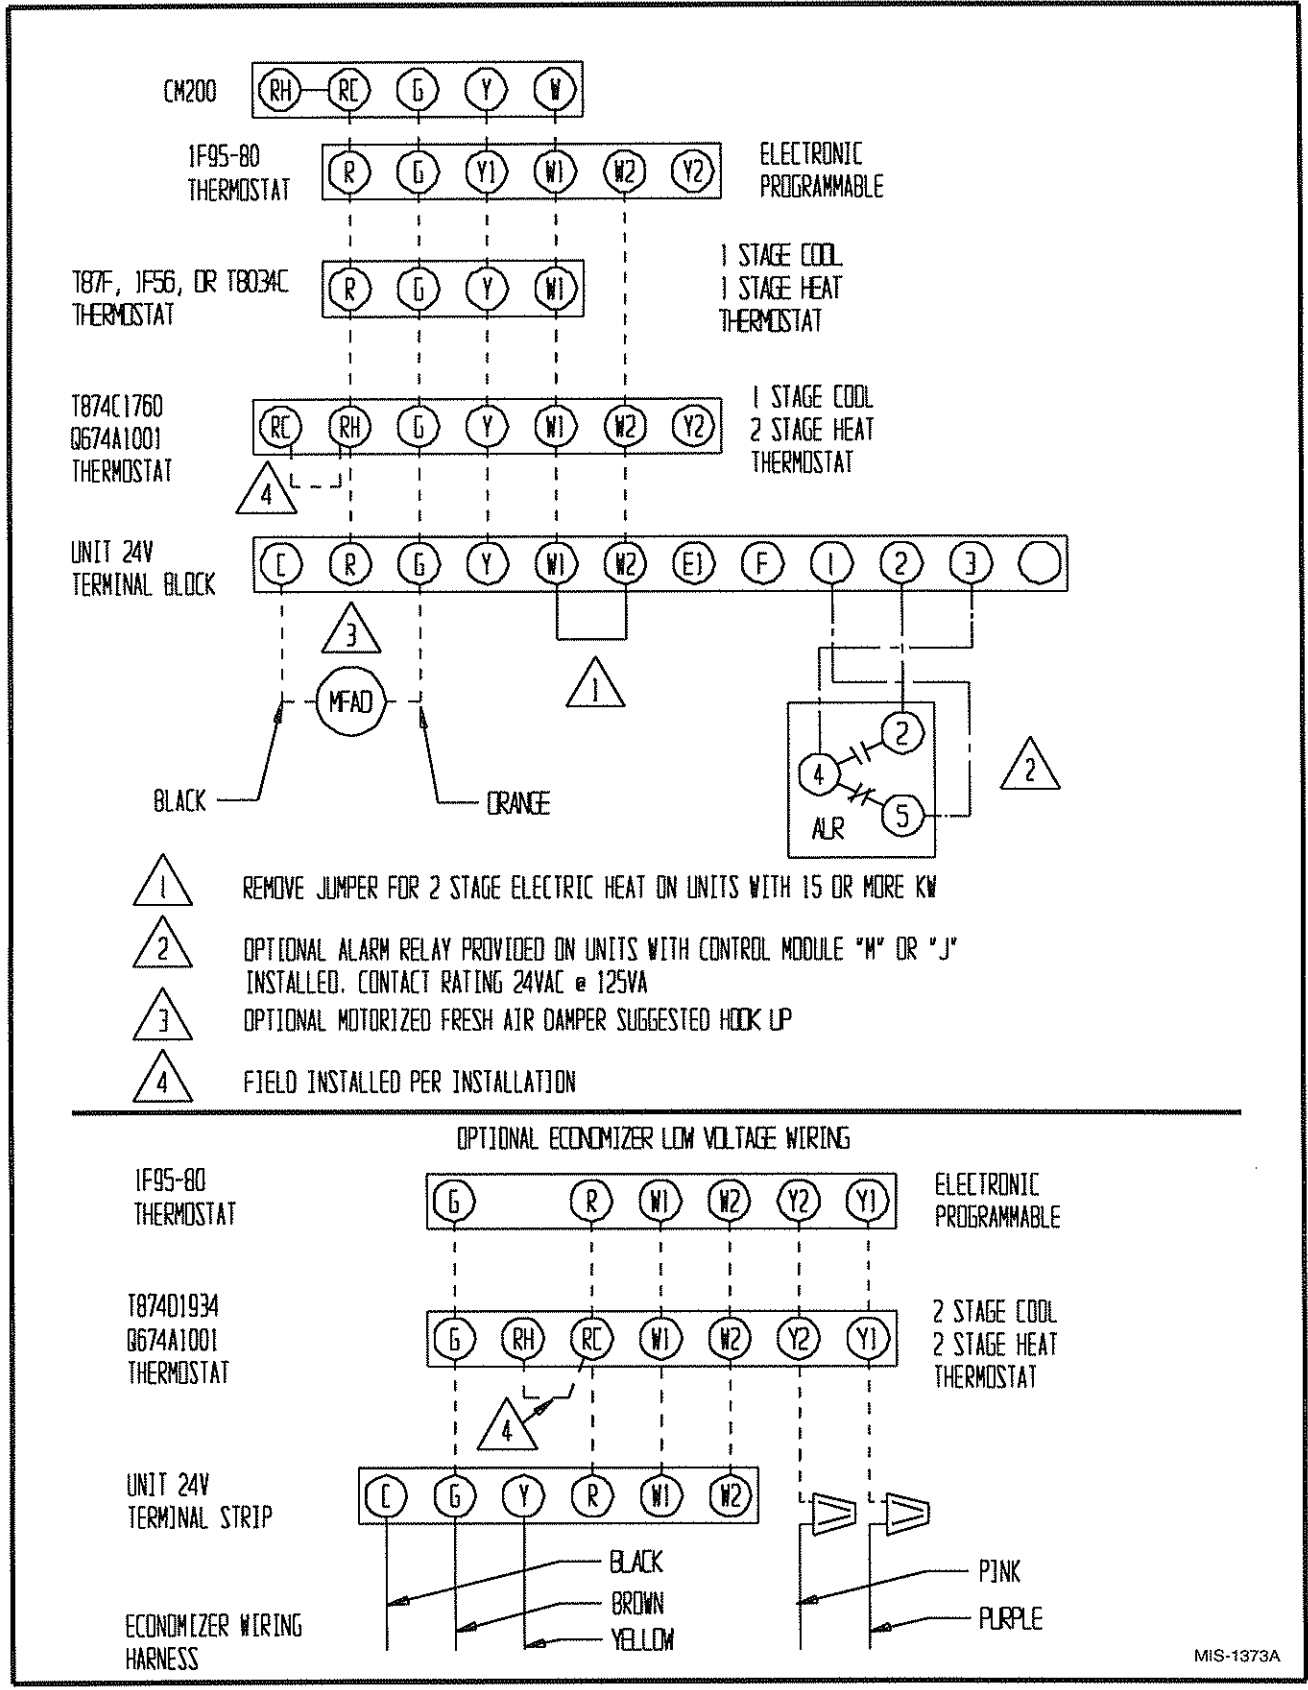 CM200 RH RC G Y W
1F95-80
THERMOSTAT
R G Y1 W1 W2 Y2
ELECTRONIC
PROGRAMMABLE
T87F, 1F56, OR T8034C
THERMOSTAT
R G Y W1
1 STAGE COOL
1 STAGE HEAT
THERMOSTAT
T874C1760
Q674A1001
THERMOSTAT
RC RH G Y W1 W2 Y2
1 STAGE COOL
2 STAGE HEAT
THERMOSTAT
4
UNIT 24V
TERMINAL BLOCK
C R G Y W1 W2 E1 F 1 2 3
3
MFAD
1
2
4
5
ALR
2
BLACK
ORANGE
1 REMOVE JUMPER FOR 2 STAGE ELECTRIC HEAT ON UNITS WITH 15 OR MORE KW
2 OPTIONAL ALARM RELAY PROVIDED ON UNITS WITH CONTROL MODULE "M" OR "J"
INSTALLED. CONTACT RATING 24VAC @ 125VA
3 OPTIONAL MOTORIZED FRESH AIR DAMPER SUGGESTED HOOK UP
4 FIELD INSTALLED PER INSTALLATION
OPTIONAL ECONOMIZER LOW VOLTAGE WIRING
1F95-80
THERMOSTAT
G R W1 W2 Y2 Y1
ELECTRONIC
PROGRAMMABLE
T874D1934
Q674A1001
THERMOSTAT
G RH RC W1 W2 Y2 Y1
2 STAGE COOL
2 STAGE HEAT
THERMOSTAT
4
UNIT 24V
TERMINAL STRIP
C G Y R W1 W2
BLACK
BROWN
YELLOW
PINK
PURPLE
ECONOMIZER WIRING
HARNESS
MIS-1373A